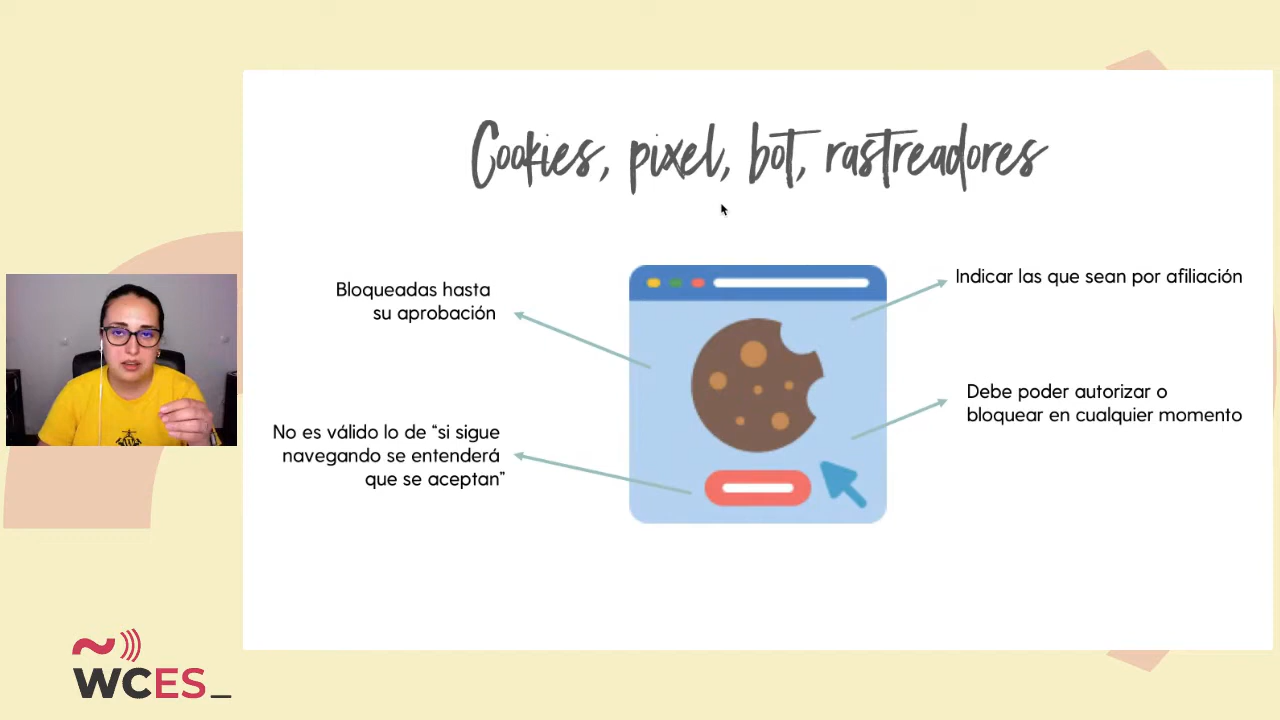 Cookies, pixel, bot, rastreadores
Bloqueadas hasta
su aprobación
No es válido lo de “si sigue
navegando se entenderá
que se aceptan”
Indicar las que sean por afiliación
Debe poder autorizar o
bloquear en cualquier momento
WCES_